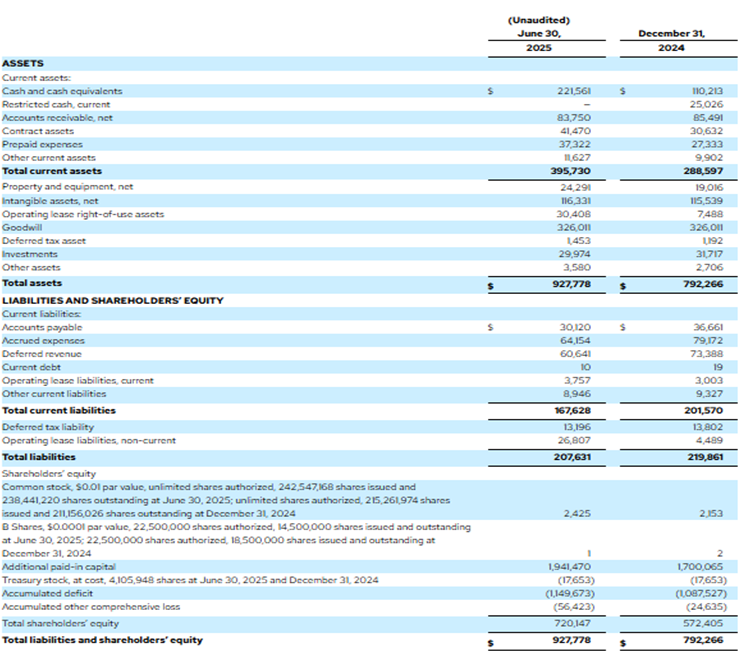 (Unaudited)
June 30, December 31,
2025 2024
ASSETS
Current assets:
Cash and cash equivalents $ 221,561 $ 110,213
Restricted cash, current – 25,026
Accounts receivable, net 83,750 85,491
Contract assets 41,470 30,632
Prepaid expenses 37,322 27,333
Other current assets 11,627 9,902
Total current assets 395,730 288,597
Property and equipment, net 24,291 19,016
Intangible assets, net 116,331 115,539
Operating lease right-of-use assets 30,408 7,488
Goodwill 326,011 326,011
Deferred tax asset 1,453 1,192
Investments 29,974 31,717
Other assets 3,580 2,706
Total assets $ 927,778 $ 792,266
LIABILITIES AND SHAREHOLDERS' EQUITY
Current liabilities:
Accounts payable $ 30,120 $ 36,661
Accrued expenses 64,154 79,172
Deferred revenue 60,641 73,388
Current debt 10 19
Operating lease liabilities, current 3,757 3,003
Other current liabilities 8,946 9,327
Total current liabilities 167,628 201,570
Deferred tax liability 13,196 13,802
Operating lease liabilities, non-current 26,807 4,489
Total liabilities 207,631 219,861
Shareholders' equity
Common stock, $0.01 par value, unlimited shares authorized, 242,547,168 shares issued and
238,441,220 shares outstanding at June 30, 2025; unlimited shares authorized, 215,261,974 shares
issued and 211,156,026 shares outstanding at December 31, 2024 2,425 2,153
B Shares, $0.0001 par value, 22,500,000 shares authorized, 14,500,000 shares issued and outstanding
at June 30, 2025; 22,500,000 shares authorized, 18,500,000 shares issued and outstanding at
December 31, 2024 1 2
Additional paid-in capital 1,941,470 1,700,065
Treasury stock, at cost, 4,105,948 shares at June 30, 2025 and December 31, 2024 (17,653) (17,653)
Accumulated deficit (1,149,673) (1,087,527)
Accumulated other comprehensive loss (56,423) (24,635)
Total shareholders' equity 720,147 572,405
Total liabilities and shareholders' equity $ 927,778 $ 792,266